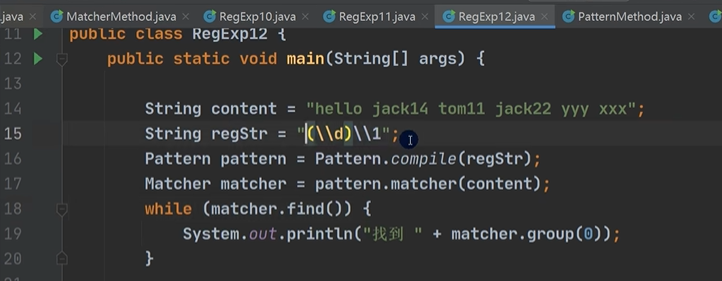 .java MatcherMethod.java RegExp10.java RegExp11.java RegExp12.java PatternMethod.java
11 public class RegExp12 {
12 public static void main(String[] args) {
13
14 String content = "hello jack14 tom11 jack22 yyy xxx";
15 String regStr = "(\\d)\\1";
16 Pattern pattern = Pattern.compile(regStr);
17 Matcher matcher = pattern.matcher(content);
18 while (matcher.find()) {
19 System.out.println("找到 " + matcher.group(0));
20 }